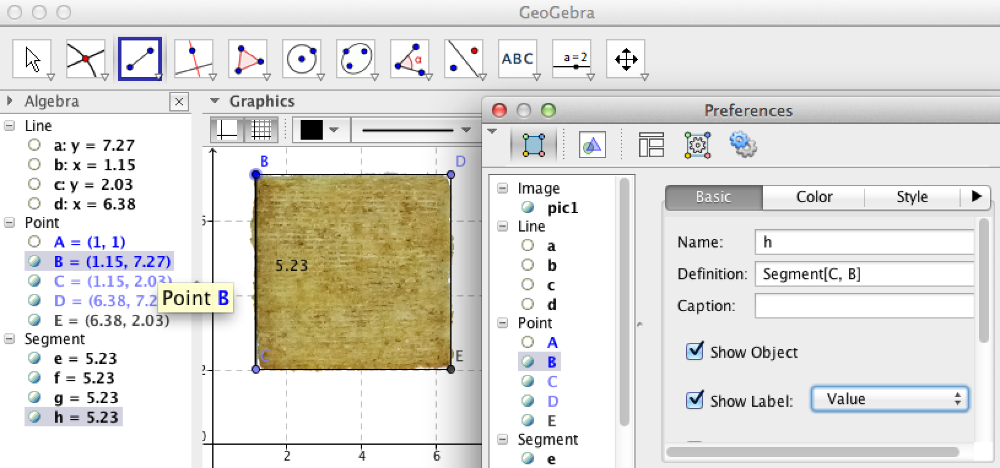 GeoGebra
α
ABC
a=2
Algebra
Graphics
Preferences
Line
a: y = 7.27
b: x = 1.15
c: y = 2.03
d: x = 6.38
Point
A = (1, 1)
B = (1.15, 7.27)
C = (1.15, 2.03)
D = (6.38, 7.2
E = (6.38, 2.03)
Segment
e = 5.23
f = 5.23
g = 5.23
h = 5.23
Point B
B
D
5.23
C
E
2
0
2
4
6
Image
pic1
Line
a
b
c
d
Point
A
B
C
D
E
Segment
e
Basic
Color
Style
Name:
h
Definition:
Segment[C, B]
Caption:
Show Object
Show Label:
Value